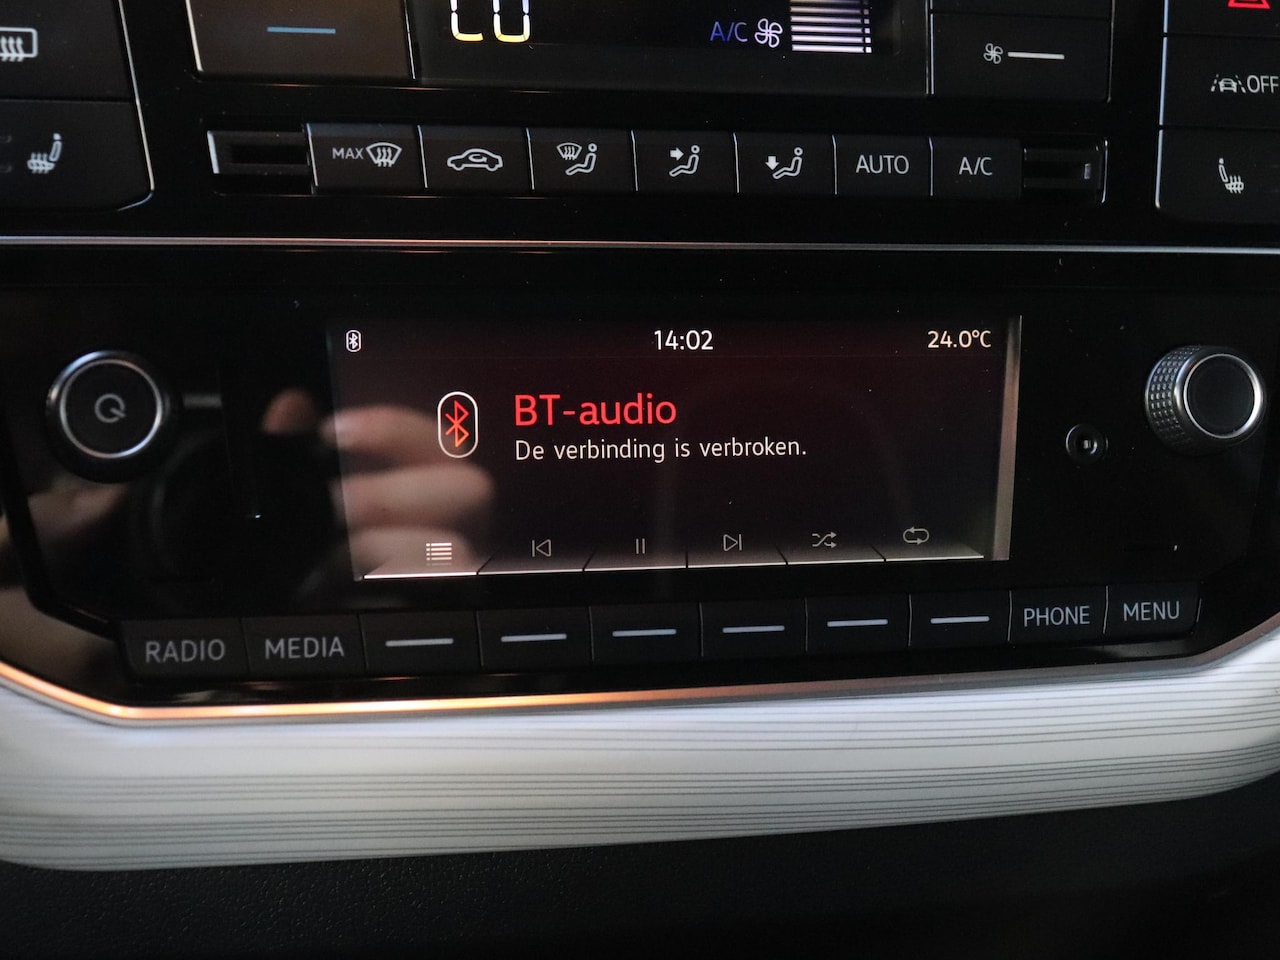 A/C
OFF
MAX
AUTO
A/C
14:02
24.0°C
BT-audio
De verbinding is verbroken.
RADIO
MEDIA
PHONE
MENU